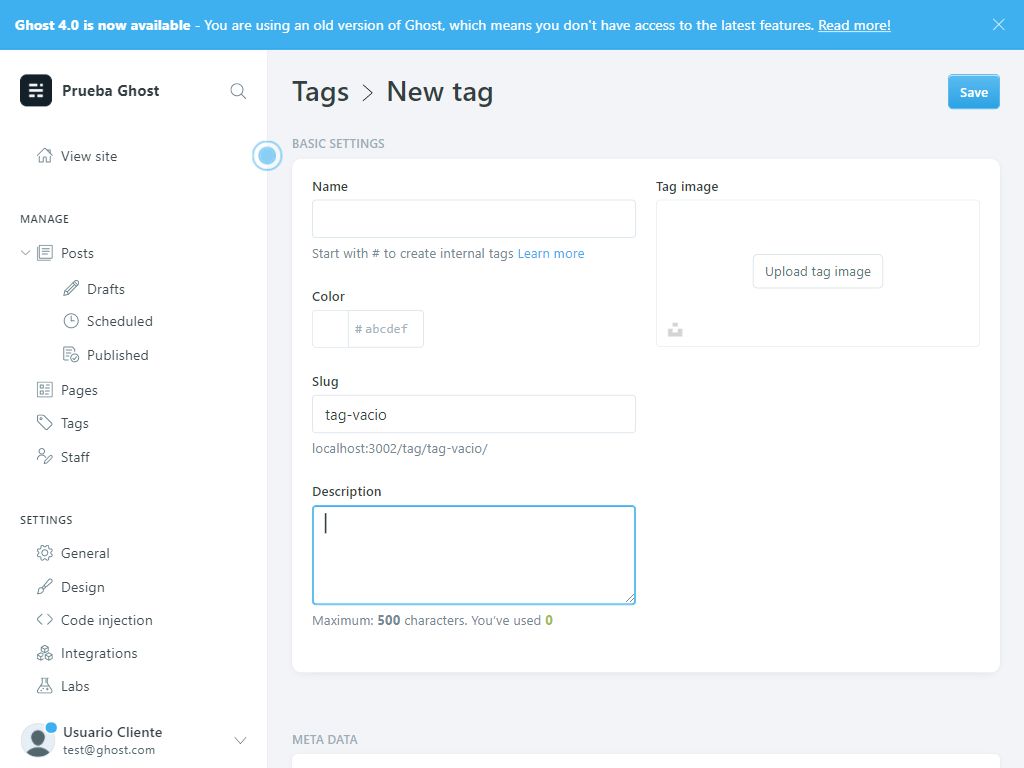 Ghost 4.0 is now available - You are using an old version of Ghost, which means you don't have access to the latest features. Read more!
Prueba Ghost
View site
MANAGE
Posts
Drafts
Scheduled
Published
Pages
Tags
Staff
SETTINGS
General
Design
Code injection
Integrations
Labs
Usuario Cliente
test@ghost.com
Tags > New tag
Save
BASIC SETTINGS
Name
Start with # to create internal tags Learn more
Color
# abcdef
Slug
tag-vacio
localhost:3002/tag/tag-vacio/
Description
Maximum: 500 characters. You've used 0
Tag image
Upload tag image
META DATA